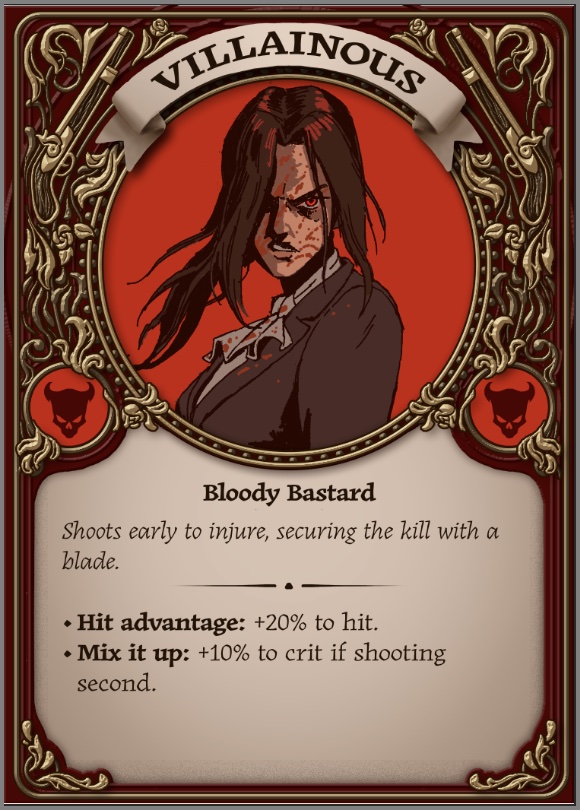 VILLAINOUS
Bloody Bastard
Shoots early to injure, securing the kill with a
blade.
• Hit advantage: +20% to hit.
• Mix it up: +10% to crit if shooting
second.